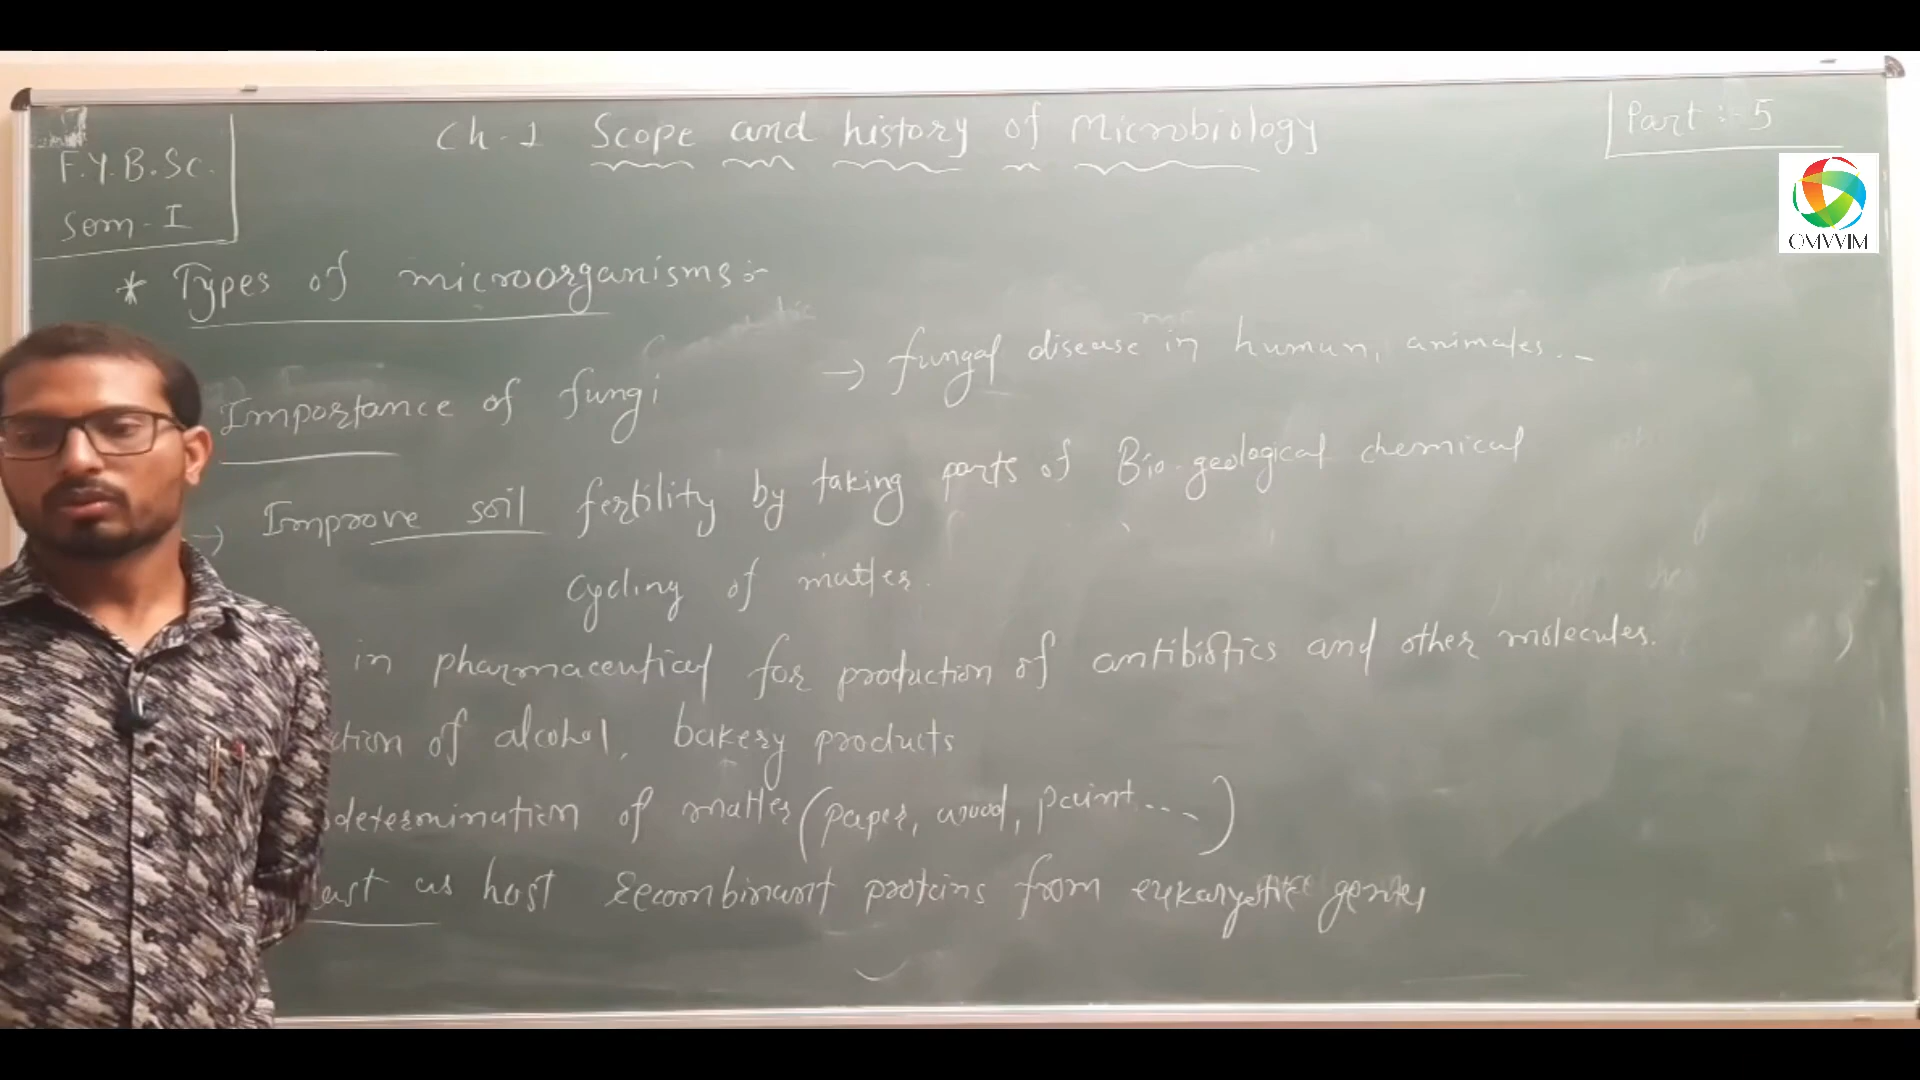 F.Y.B.Sc.
Sem-I
Ch-1 Scope and history of Microbiology
Part :- 5
OMVVIM
* Types of microorganisms :-
Importance of fungi
→ fungal disease in human, animales...
→ Improve soil fertility by taking parts of Bio-geological chemical
cycling of matter.
in pharmaceutical for production of antibiotics and other molecules.
ction of alcohol, bakery products
determination of matter (paper, wood, paint...)
ast as host recombinant proteins from eukaryotic genes